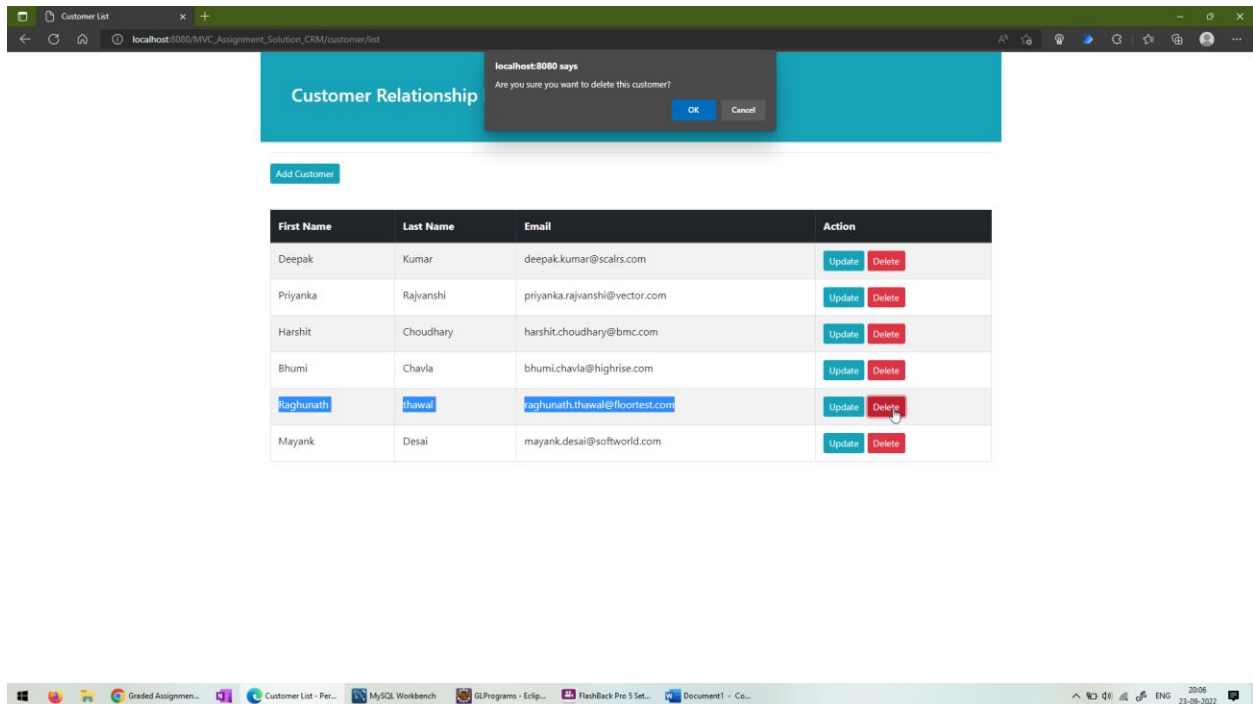 Customer List
localhost:8080/MVC_Assignment_Solution_CRM/customer/list
localhost:8080 says
Are you sure you want to delete this customer?
OK Cancel
Customer Relationship
Add Customer
First Name Last Name Email Action
Deepak Kumar deepak.kumar@scalrs.com Update Delete
Priyanka Rajvanshi priyanka.rajvanshi@vector.com Update Delete
Harshit Choudhary harshit.choudhary@bmc.com Update Delete
Bhumi Chavla bhumi.chavla@highrise.com Update Delete
Raghunath thawal raghunath.thawal@floortest.com Update Delete
Mayank Desai mayank.desai@softworld.com Update Delete
Graded Assignmen... Customer List - Per... MySQL Workbench GLPrograms - Eclip... FlashBack Pro 5 Set... Document1 - Co... ENG 20:06
23-09-2022